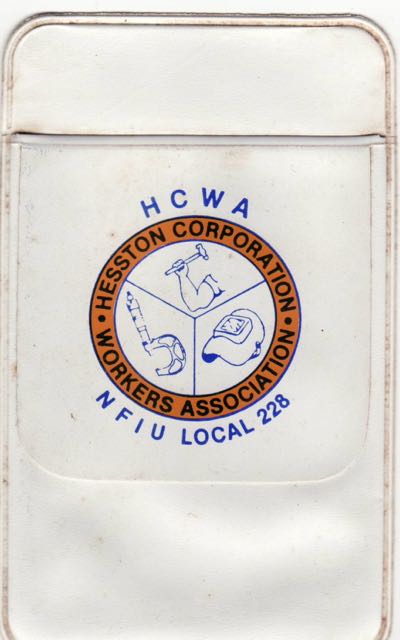 HCWA
HESSTON CORPORATION
• WORKERS ASSOCIATION •
NFIU LOCAL 228